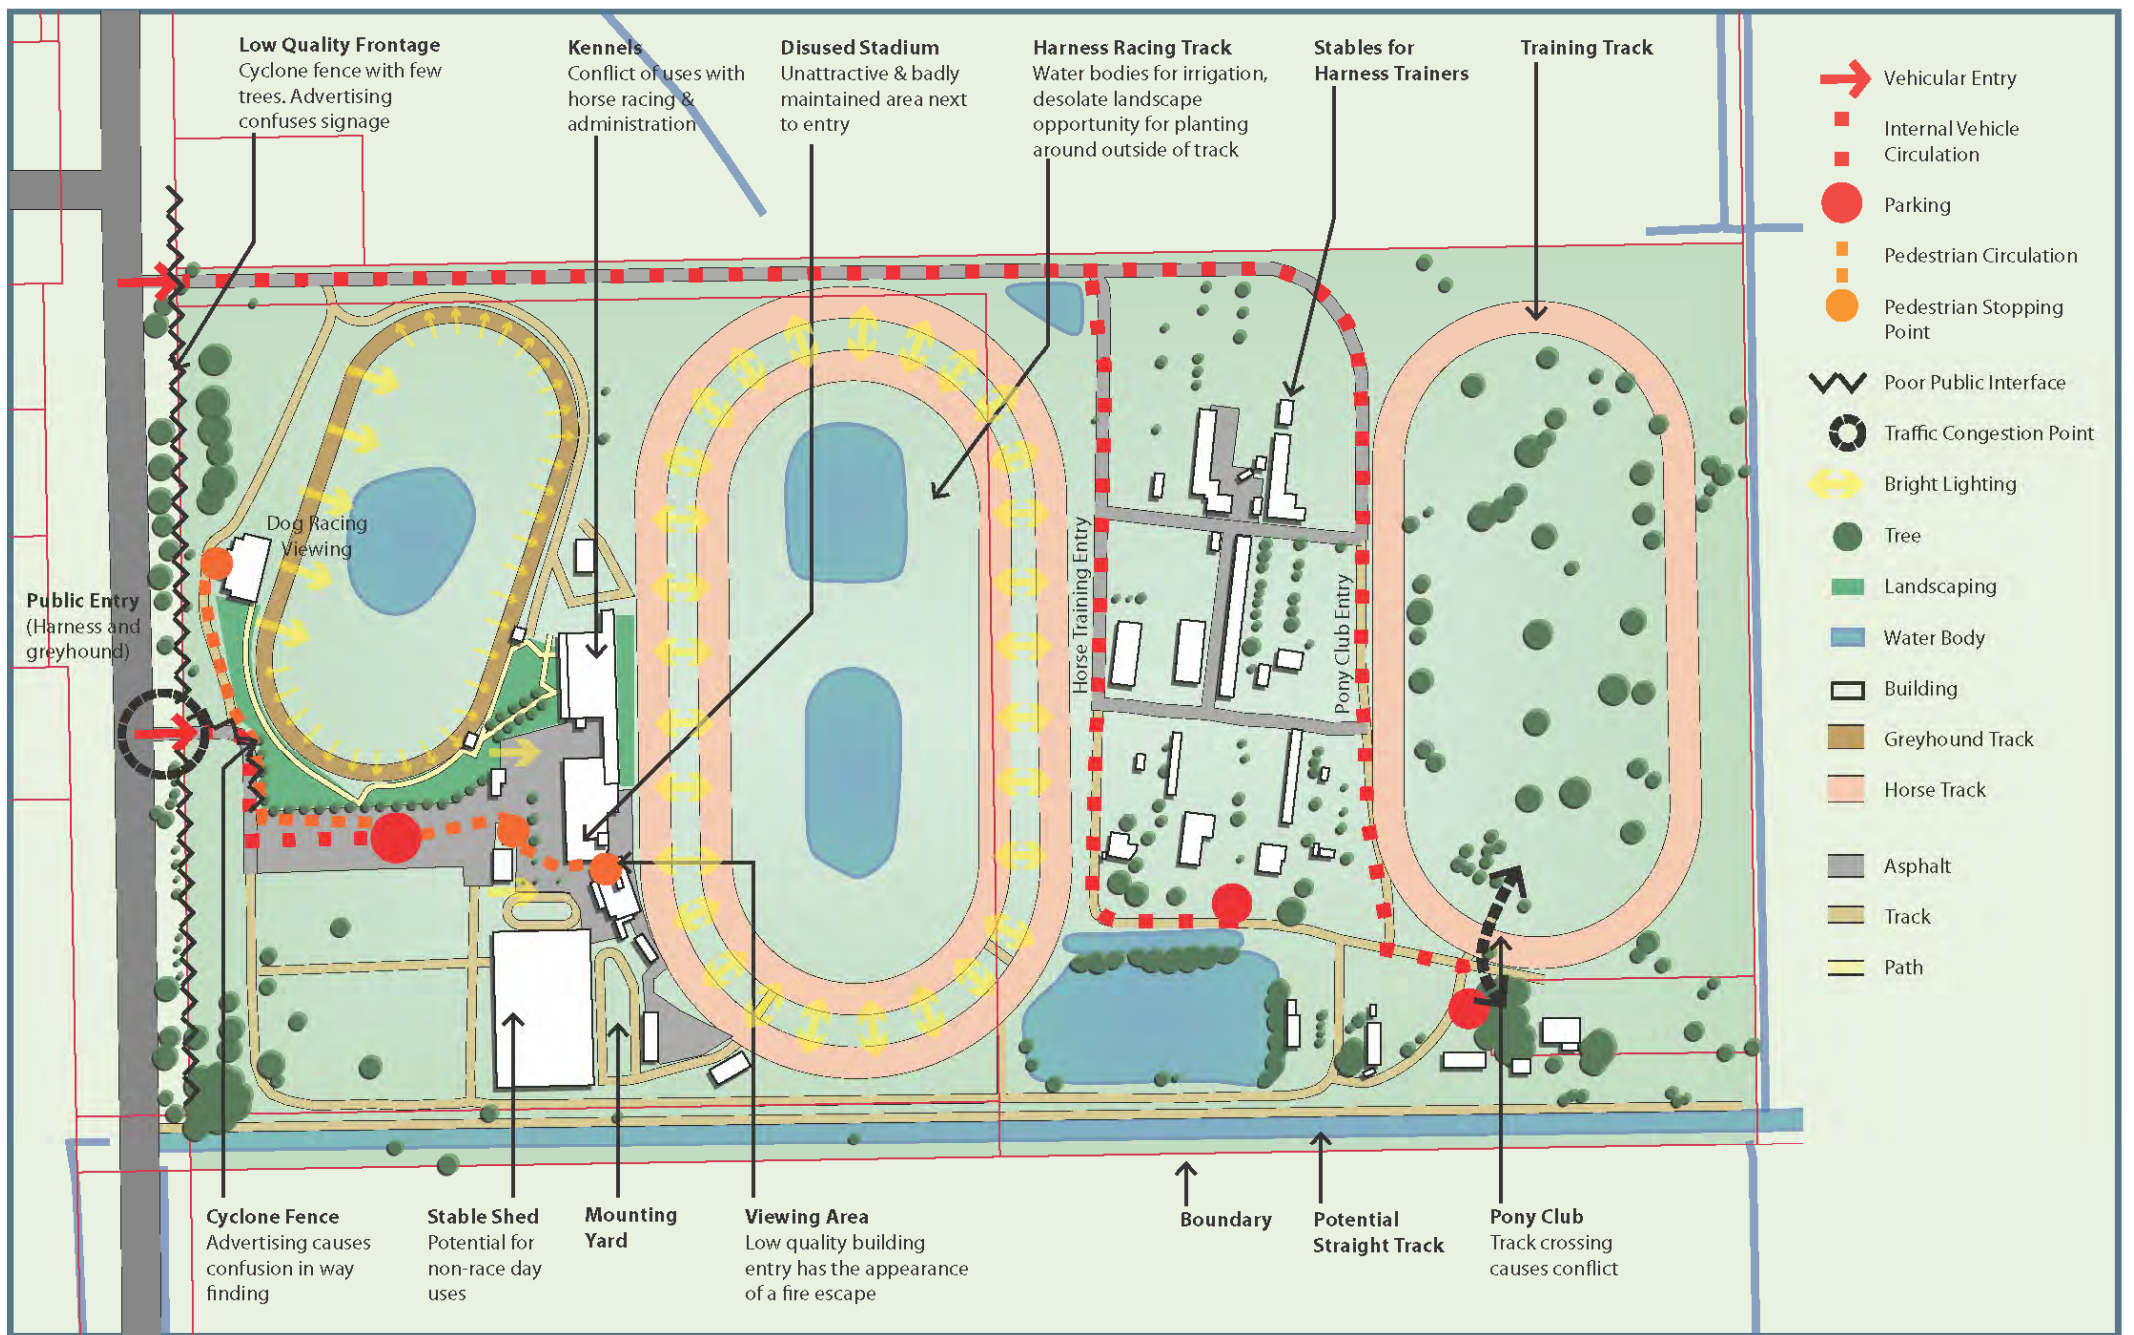 Low Quality Frontage
Cyclone fence with few
trees. Advertising
confuses signage
Kennels
Conflict of uses with
horse racing &
administration
Disused Stadium
Unattractive & badly
maintained area next
to entry
Harness Racing Track
Water bodies for irrigation,
desolate landscape
opportunity for planting
around outside of track
Stables for
Harness Trainers
Training Track
Vehicular Entry
Internal Vehicle
Circulation
Parking
Pedestrian Circulation
Pedestrian Stopping
Point
Poor Public Interface
Traffic Congestion Point
Bright Lighting
Tree
Landscaping
Water Body
Building
Greyhound Track
Horse Track
Asphalt
Track
Path
Dog Racing
Viewing
Public Entry
(Harness and
greyhound)
Horse Training Entry
Pony Club Entry
Cyclone Fence
Advertising causes
confusion in way
finding
Stable Shed
Potential for
non-race day
uses
Mounting
Yard
Viewing Area
Low quality building
entry has the appearance
of a fire escape
Boundary
Potential
Straight Track
Pony Club
Track crossing
causes conflict